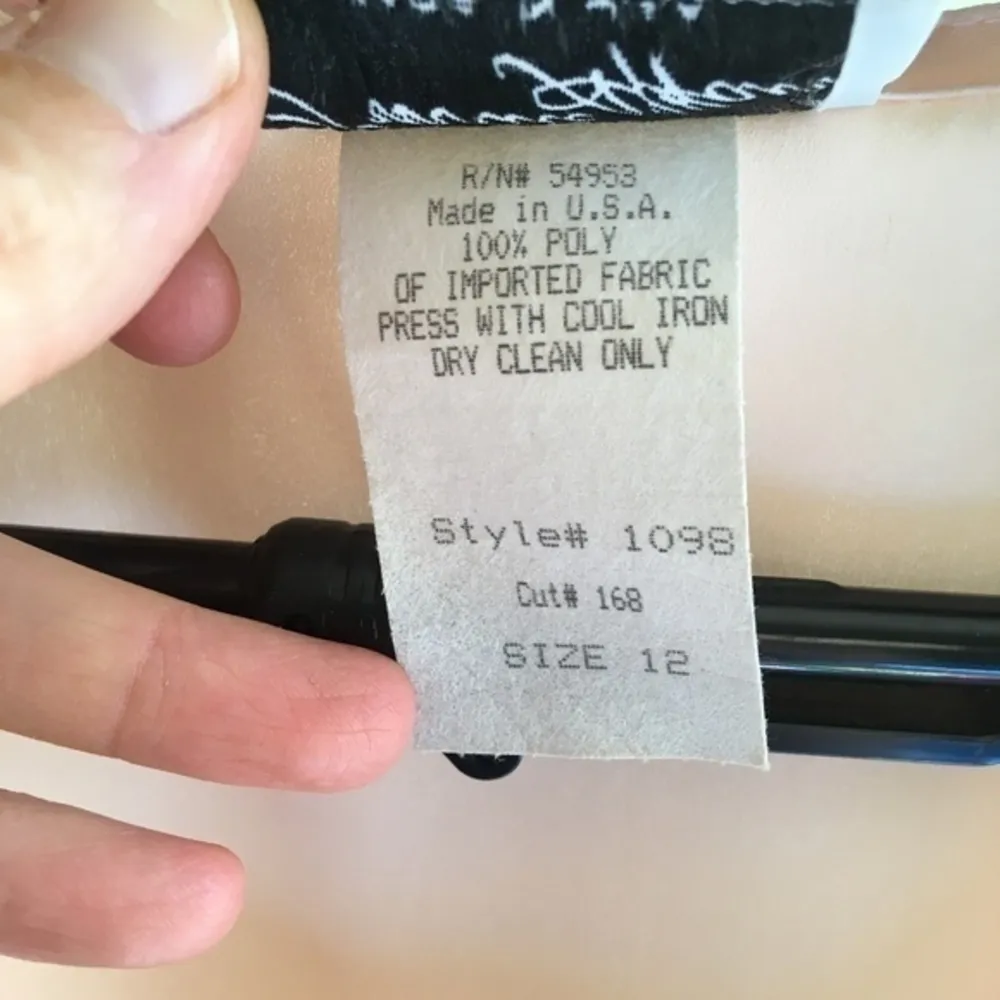 R/N# 54953
Made in U.S.A.
100% POLY
OF IMPORTED FABRIC
PRESS WITH COOL IRON
DRY CLEAN ONLY
Style# 1098
Cut# 168
SIZE 12